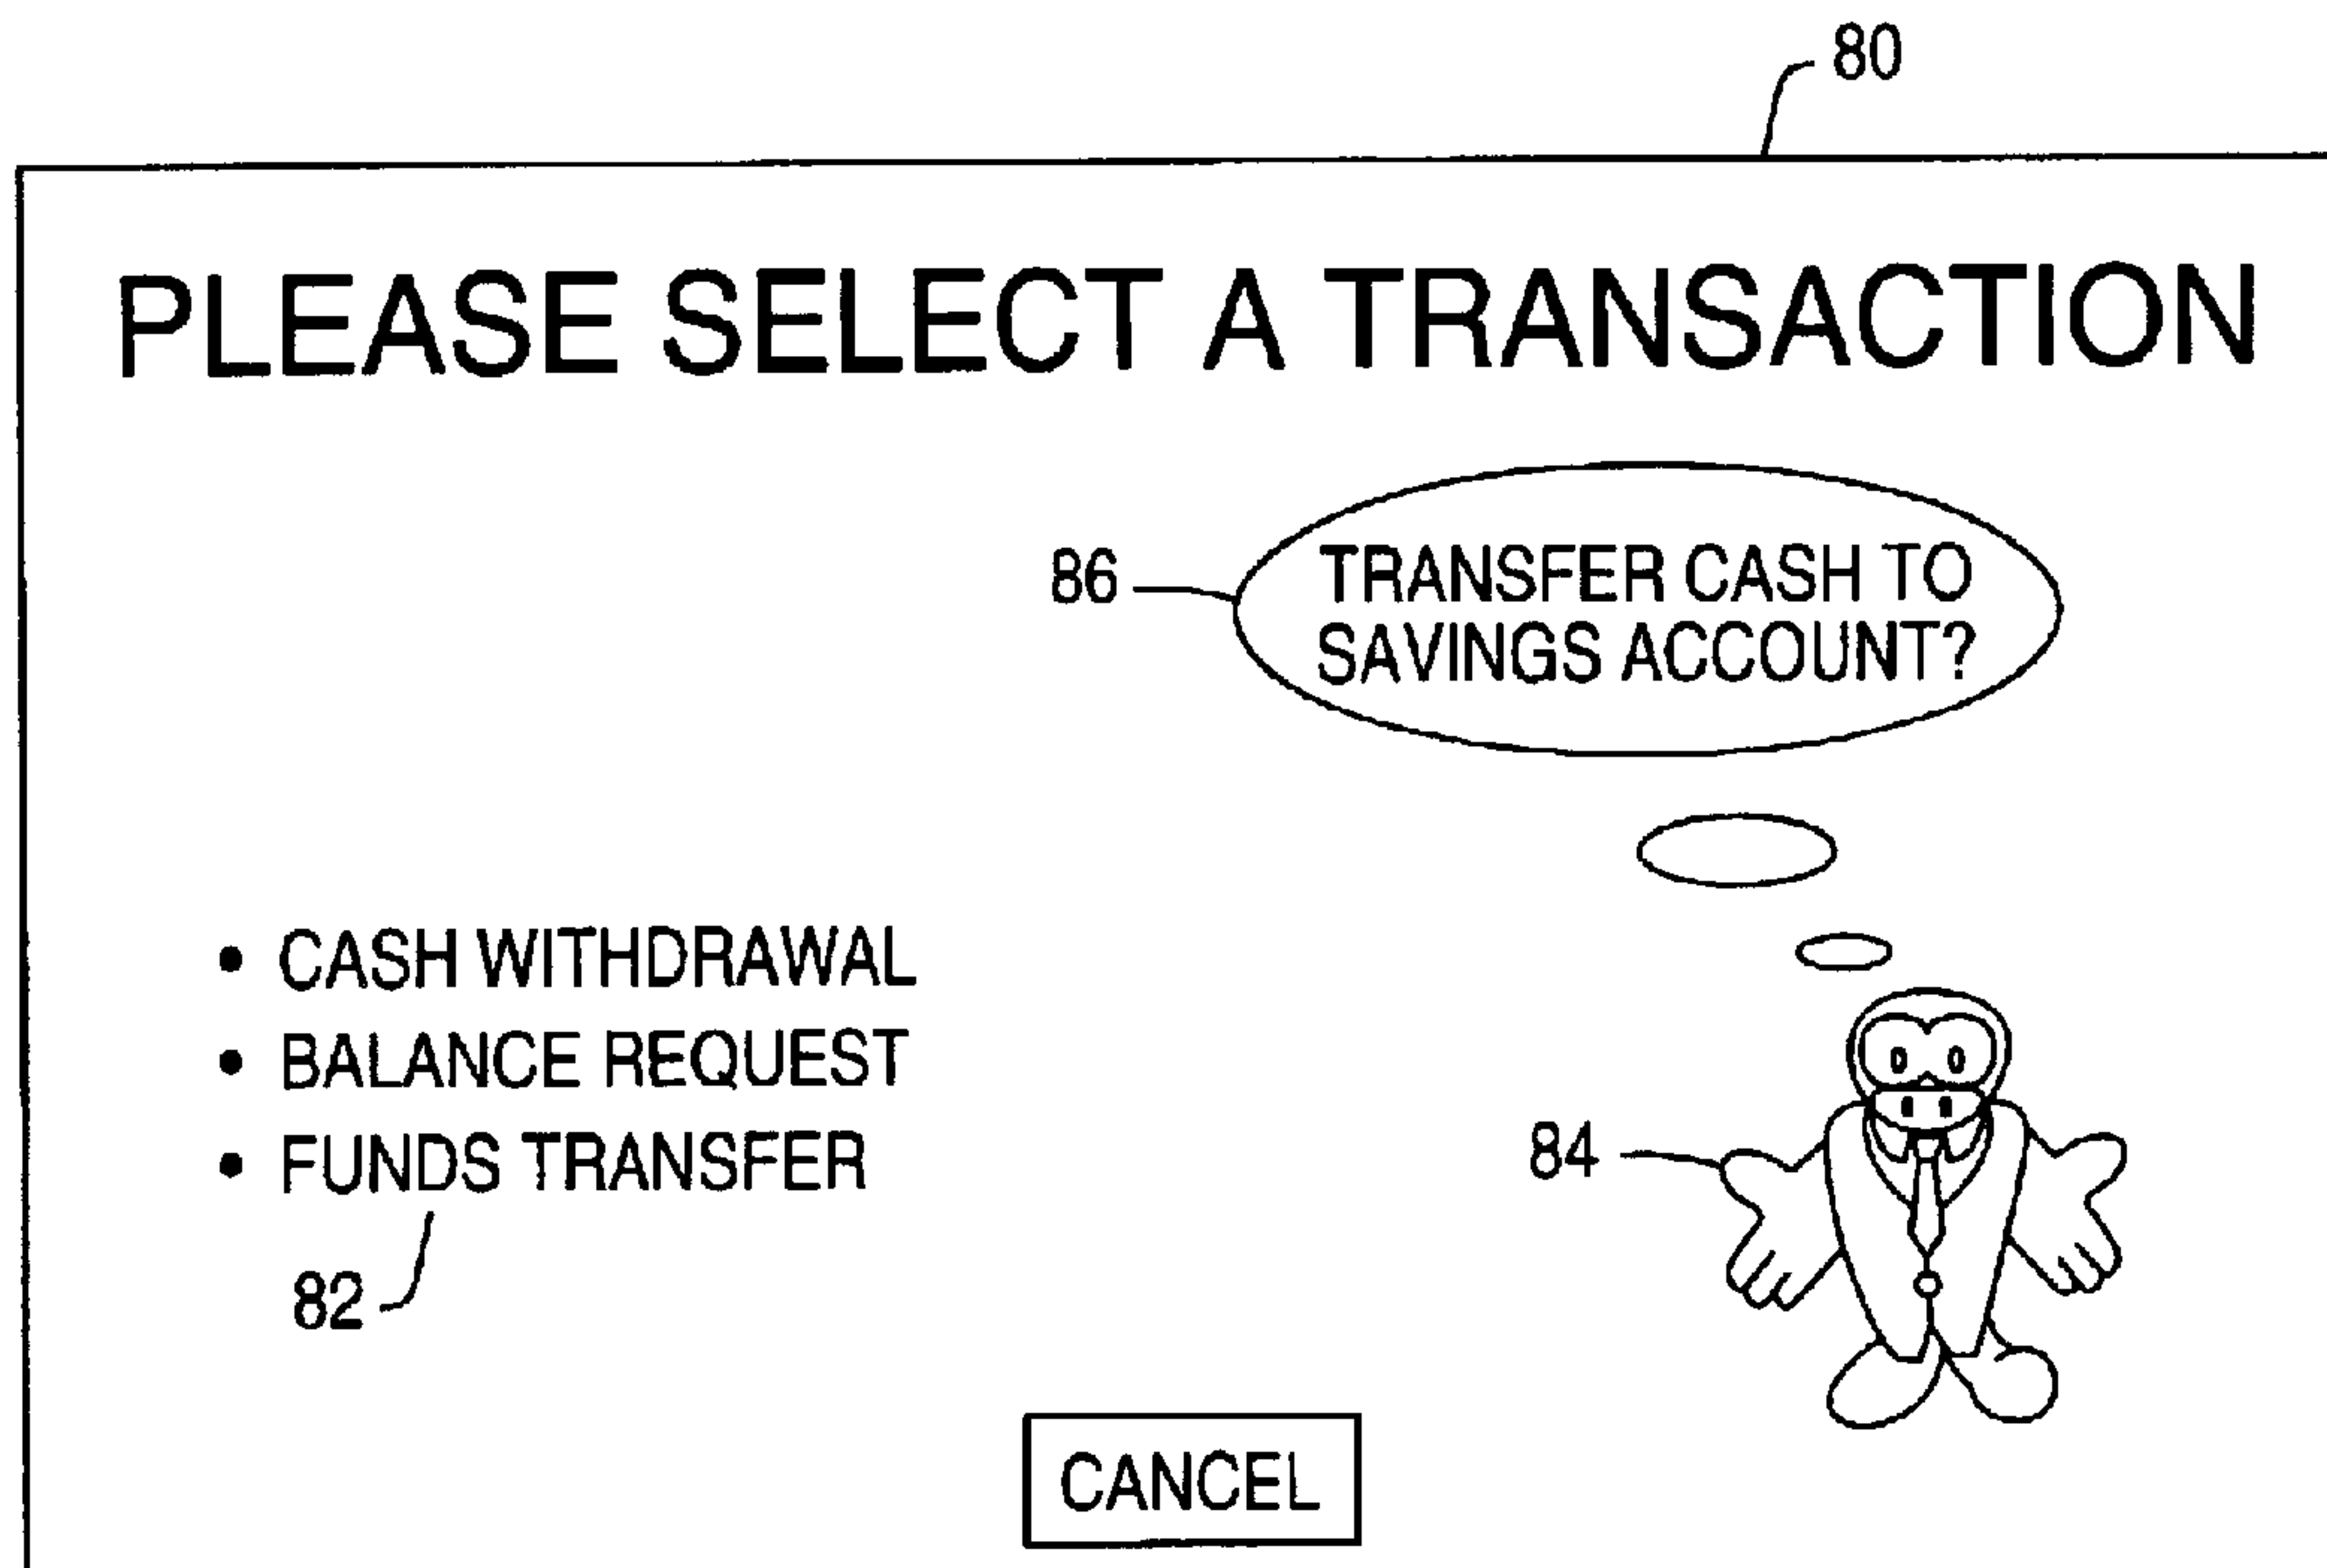 80
PLEASE SELECT A TRANSACTION
86
TRANSFER CASH TO
SAVINGS ACCOUNT?
• CASH WITHDRAWAL
• BALANCE REQUEST
• FUNDS TRANSFER
84
82
CANCEL